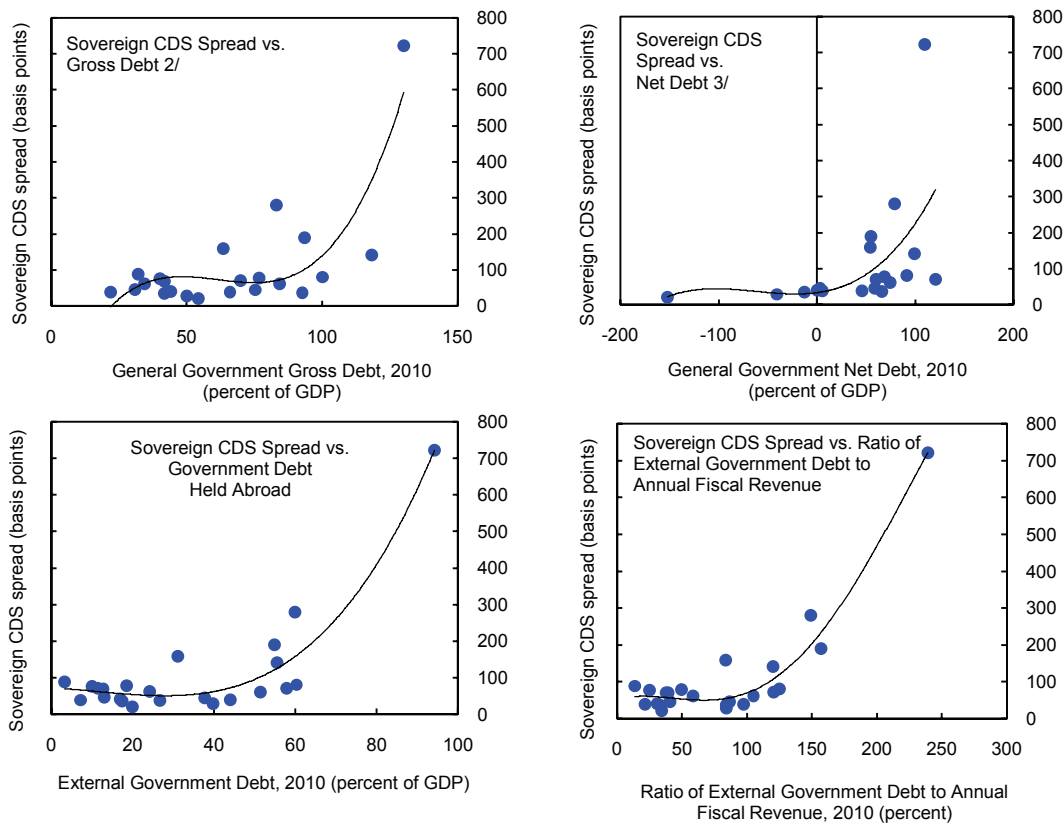 Sovereign CDS Spread vs.
Gross Debt 2/
Sovereign CDS spread (basis points)
800
700
600
500
400
300
200
100
0
0
50
100
150
General Government Gross Debt, 2010
(percent of GDP)
Sovereign CDS
Spread vs.
Net Debt 3/
Sovereign CDS spread (basis points)
800
700
600
500
400
300
200
100
0
-200
-100
0
100
200
General Government Net Debt, 2010
(percent of GDP)
Sovereign CDS Spread vs.
Government Debt
Held Abroad
Sovereign CDS spread (basis points)
800
700
600
500
400
300
200
100
0
0
20
40
60
80
100
External Government Debt, 2010 (percent of GDP)
Sovereign CDS Spread vs. Ratio of
External Government Debt to
Annual Fiscal Revenue
Sovereign CDS spread (basis points)
800
700
600
500
400
300
200
100
0
0
50
100
150
200
250
300
Ratio of External Government Debt to Annual
Fiscal Revenue, 2010 (percent)